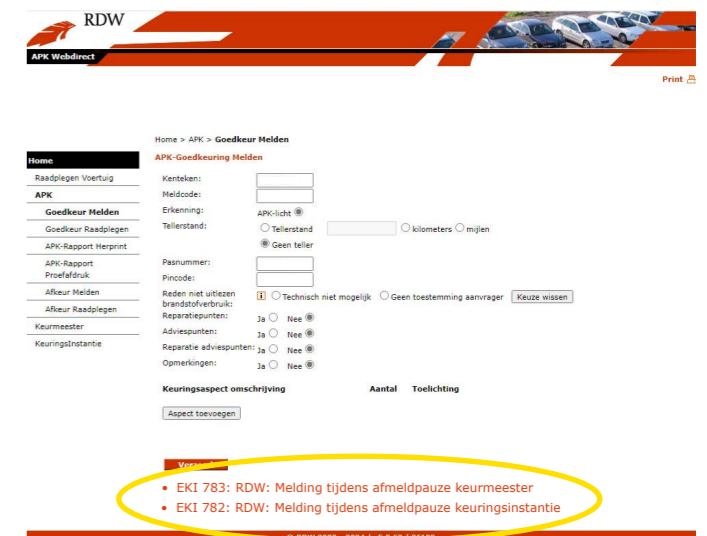 RDW
APK Webdirect
Print
Home > APK > Goedkeur Melden
Home
Raadplegen Voertuig
APK
Goedkeur Melden
Goedkeur Raadplegen
APK-Rapport Herprint
APK-Rapport
Proefafdruk
Afkeur Melden
Afkeur Raadplegen
Keurmeester
KeuringsInstantie
APK-Goedkeuring Melden
Kenteken:
Meldcode:
Erkenning: APK-licht
Tellerstand: Tellerstand kilometers mijlen
Geen teller
Pasnummer:
Pincode:
Reden niet uitlezen
brandstofverbruik: i Technisch niet mogelijk Geen toestemming aanvrager Keuze wissen
Reparatiepunten: Ja Nee
Adviespunten: Ja Nee
Reparatie adviespunten: Ja Nee
Opmerkingen: Ja Nee
Keuringsaspect omschrijving Aantal Toelichting
Aspect toevoegen
• EKI 783: RDW: Melding tijdens afmeldpauze keurmeester
• EKI 782: RDW: Melding tijdens afmeldpauze keuringsinstantie